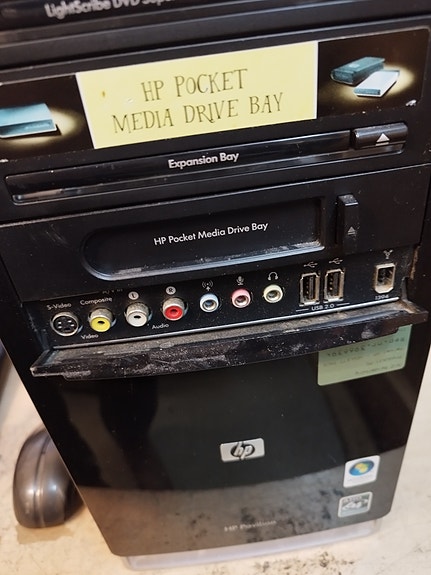 LightScribe DVD
HP POCKET
MEDIA DRIVE BAY
Expansion Bay
HP Pocket Media Drive Bay
S-Video Composite L R
Video Audio USB 2.0 1394
hp
HP Pavilion